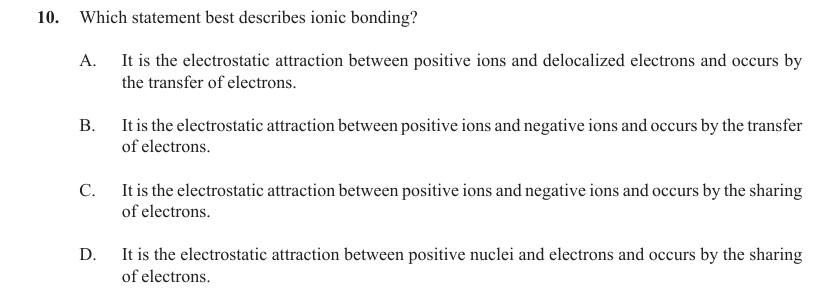 10. Which statement best describes ionic bonding?
A. It is the electrostatic attraction between positive ions and delocalized electrons and occurs by
the transfer of electrons.
B. It is the electrostatic attraction between positive ions and negative ions and occurs by the transfer
of electrons.
C. It is the electrostatic attraction between positive ions and negative ions and occurs by the sharing
of electrons.
D. It is the electrostatic attraction between positive nuclei and electrons and occurs by the sharing
of electrons.